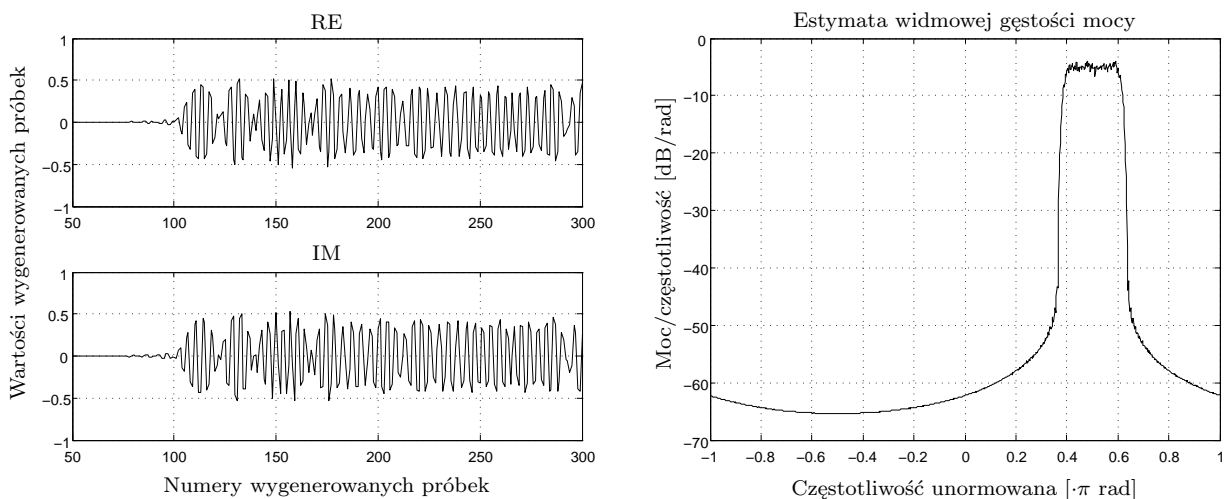 RE
1
0.5
0
−0.5
−1
50 100 150 200 250 300
IM
1
0.5
0
−0.5
−1
50 100 150 200 250 300
Wartości wygenerowanych próbek
Numery wygenerowanych próbek
Estymata widmowej gęstości mocy
0
−10
−20
−30
−40
−50
−60
−70
−1 −0.8 −0.6 −0.4 −0.2 0 0.2 0.4 0.6 0.8 1
Moc/częstotliwość [dB/rad]
Częstotliwość unormowana [·π rad]